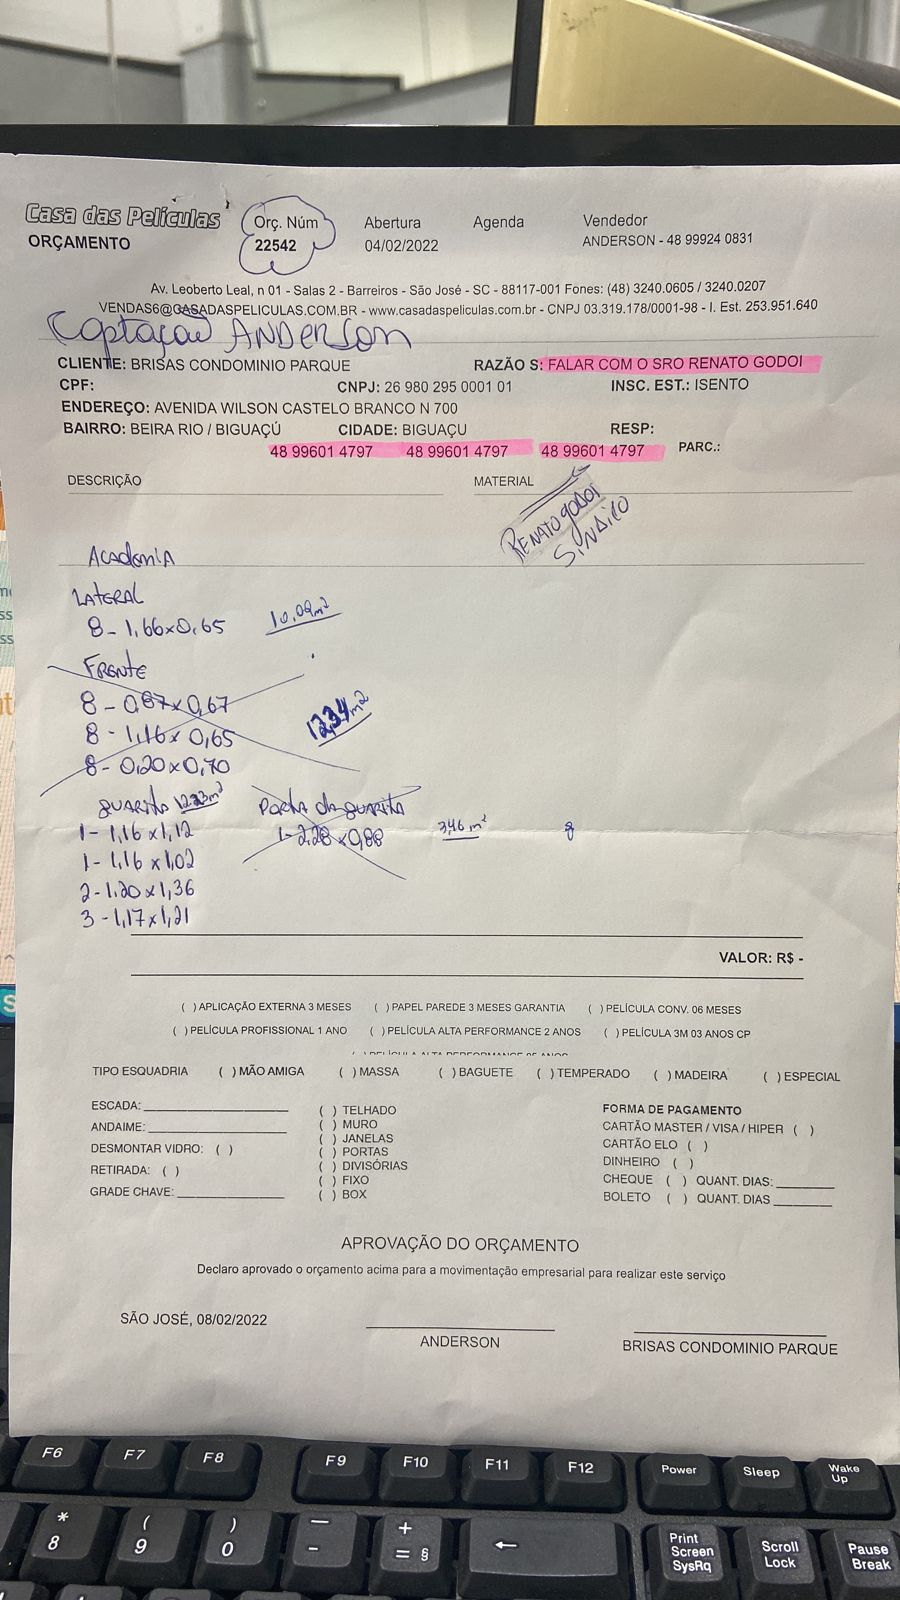 Casa das Películas
ORÇAMENTO
Orç. Núm
22542
Abertura
04/02/2022
Agenda
Vendedor
ANDERSON - 48 99924 0831
Av. Leoberto Leal, n 01 - Salas 2 - Barreiros - São José - SC - 88117-001 Fones: (48) 3240.0605 / 3240.0207
VENDAS6@CASADASPELICULAS.COM.BR - www.casadaspeliculas.com.br - CNPJ 03.319.178/0001-98 - I. Est. 253.951.640
Captação ANDERSON
CLIENTE: BRISAS CONDOMINIO PARQUE RAZÃO S: FALAR COM O SRO RENATO GODOI
CPF: CNPJ: 26 980 295 0001 01 INSC. EST.: ISENTO
ENDEREÇO: AVENIDA WILSON CASTELO BRANCO N 700
BAIRRO: BEIRA RIO / BIGUAÇÚ CIDADE: BIGUAÇU RESP:
48 99601 4797 48 99601 4797 48 99601 4797 PARC.:
DESCRIÇÃO MATERIAL
RENATO GODOI
SINDICO
ACADEMIA
LATERAL
8 - 1,66x0,65 10,09m²
FRENTE
8 - 0,87x0,67
8 - 1,16x0,65 12,34m²
8 - 0,20x0,70
GUARITA 12.23m² PORTA DA GUARITA
1 - 1,16x1,12 1 - 2,28x0,88 3,46 m² 8
1 - 1,16x1,02
2 - 1,20x1,36
3 - 1,17x1,21
VALOR: R$ -
( ) APLICAÇÃO EXTERNA 3 MESES ( ) PAPEL PAREDE 3 MESES GARANTIA ( ) PELÍCULA CONV. 06 MESES
( ) PELÍCULA PROFISSIONAL 1 ANO ( ) PELÍCULA ALTA PERFORMANCE 2 ANOS ( ) PELÍCULA 3M 03 ANOS CP
TIPO ESQUADRIA ( ) MÃO AMIGA ( ) MASSA ( ) BAGUETE ( ) TEMPERADO ( ) MADEIRA ( ) ESPECIAL
ESCADA:
ANDAIME:
DESMONTAR VIDRO: ( )
RETIRADA: ( )
GRADE CHAVE:
( ) TELHADO
( ) MURO
( ) JANELAS
( ) PORTAS
( ) DIVISÓRIAS
( ) FIXO
( ) BOX
FORMA DE PAGAMENTO
CARTÃO MASTER / VISA / HIPER ( )
CARTÃO ELO ( )
DINHEIRO ( )
CHEQUE ( ) QUANT. DIAS:
BOLETO ( ) QUANT. DIAS
APROVAÇÃO DO ORÇAMENTO
Declaro aprovado o orçamento acima para a movimentação empresarial para realizar este serviço
SÃO JOSÉ, 08/02/2022
ANDERSON
BRISAS CONDOMINIO PARQUE
F6 F7 F8 F9 F10 F11 F12 Power Sleep Wake Up
* 8 ( 9 ) 0 — - + = § ← Print Screen SysRq Scroll Lock Pause Break